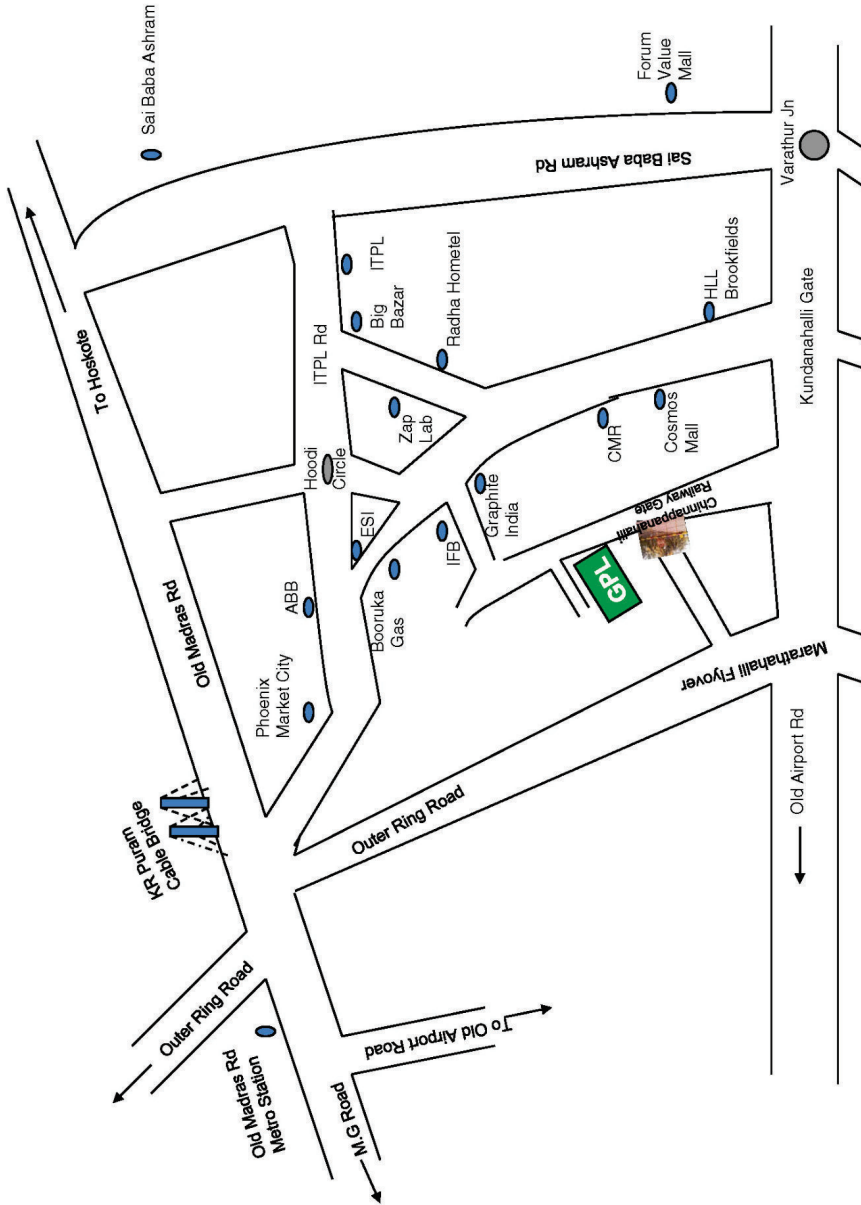 Sai Baba Ashram
To Hoskote
Forum
Value
Mall
Sai Baba Ashram Rd
Varathur Jn
ITPL
Big
Bazar
Radha Hometel
HLL
Brookfields
ITPL Rd
Kundanahalli Gate
Hoodi
Circle
Zap
Lab
CMR
Cosmos
Mall
Graphite
India
Chinnappanahalli
Railway Gate
ESI
IFB
Booruka
Gas
GPL
Old Madras Rd
ABB
Phoenix
Market City
Marathahalli Flyover
KR Puram
Cable Bridge
Outer Ring Road
Old Airport Rd
Outer Ring Road
To Old Airport Road
Old Madras Rd
Metro Station
M.G Road